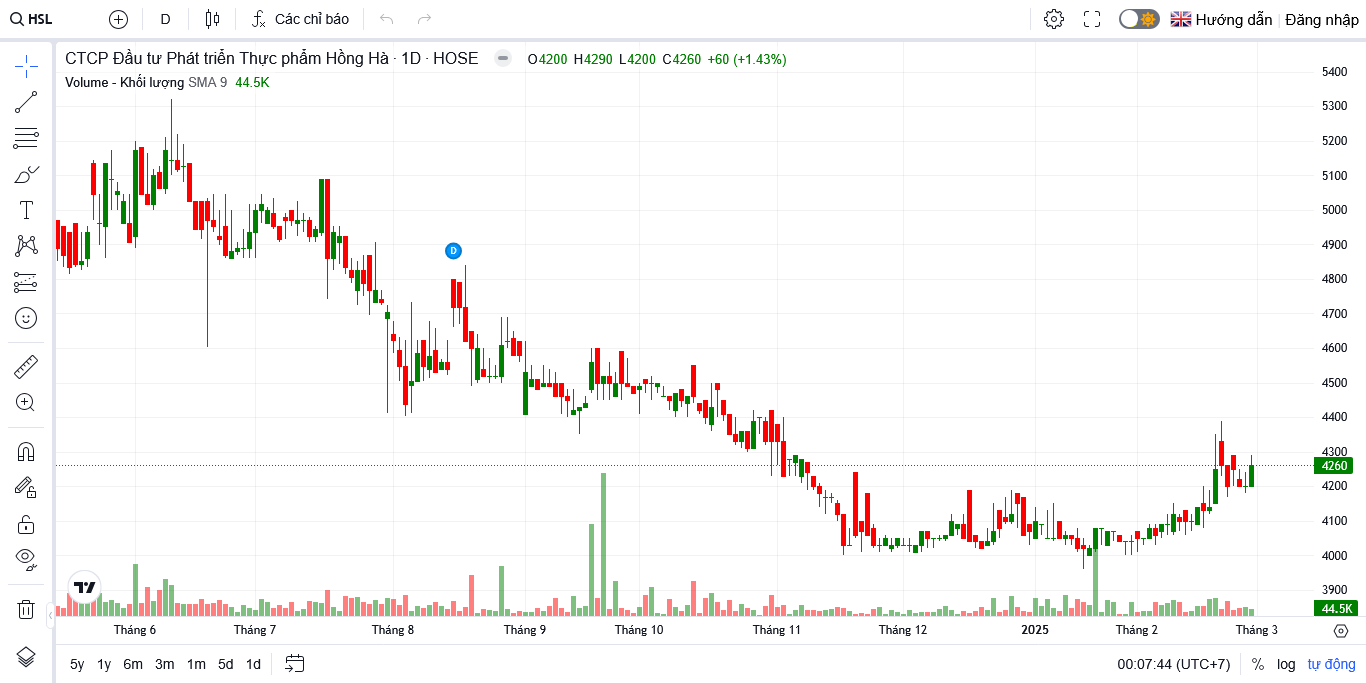 HSL D Các chỉ báo Hướng dẫn Đăng nhập
CTCP Đầu tư Phát triển Thực phẩm Hồng Hà · 1D · HOSE O4200 H4290 L4200 C4260 +60 (+1.43%)
Volume - Khối lượng SMA 9 44.5K
5400
5300
5200
5100
5000
4900
D
4800
4700
4600
4500
4400
4300
4260
4200
4100
4000
3900
44.5K
Tháng 6 Tháng 7 Tháng 8 Tháng 9 Tháng 10 Tháng 11 Tháng 12 2025 Tháng 2 Tháng 3
5y 1y 6m 3m 1m 5d 1d 00:07:44 (UTC+7) % log tự động